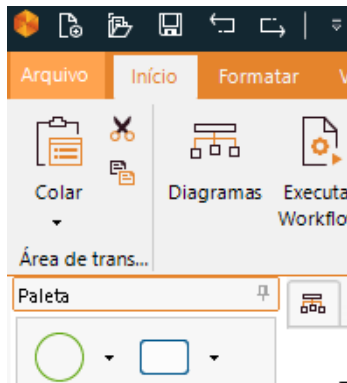 Arquivo Início Formatar
Colar Diagramas Executa
Workflo
Área de trans...
Paleta